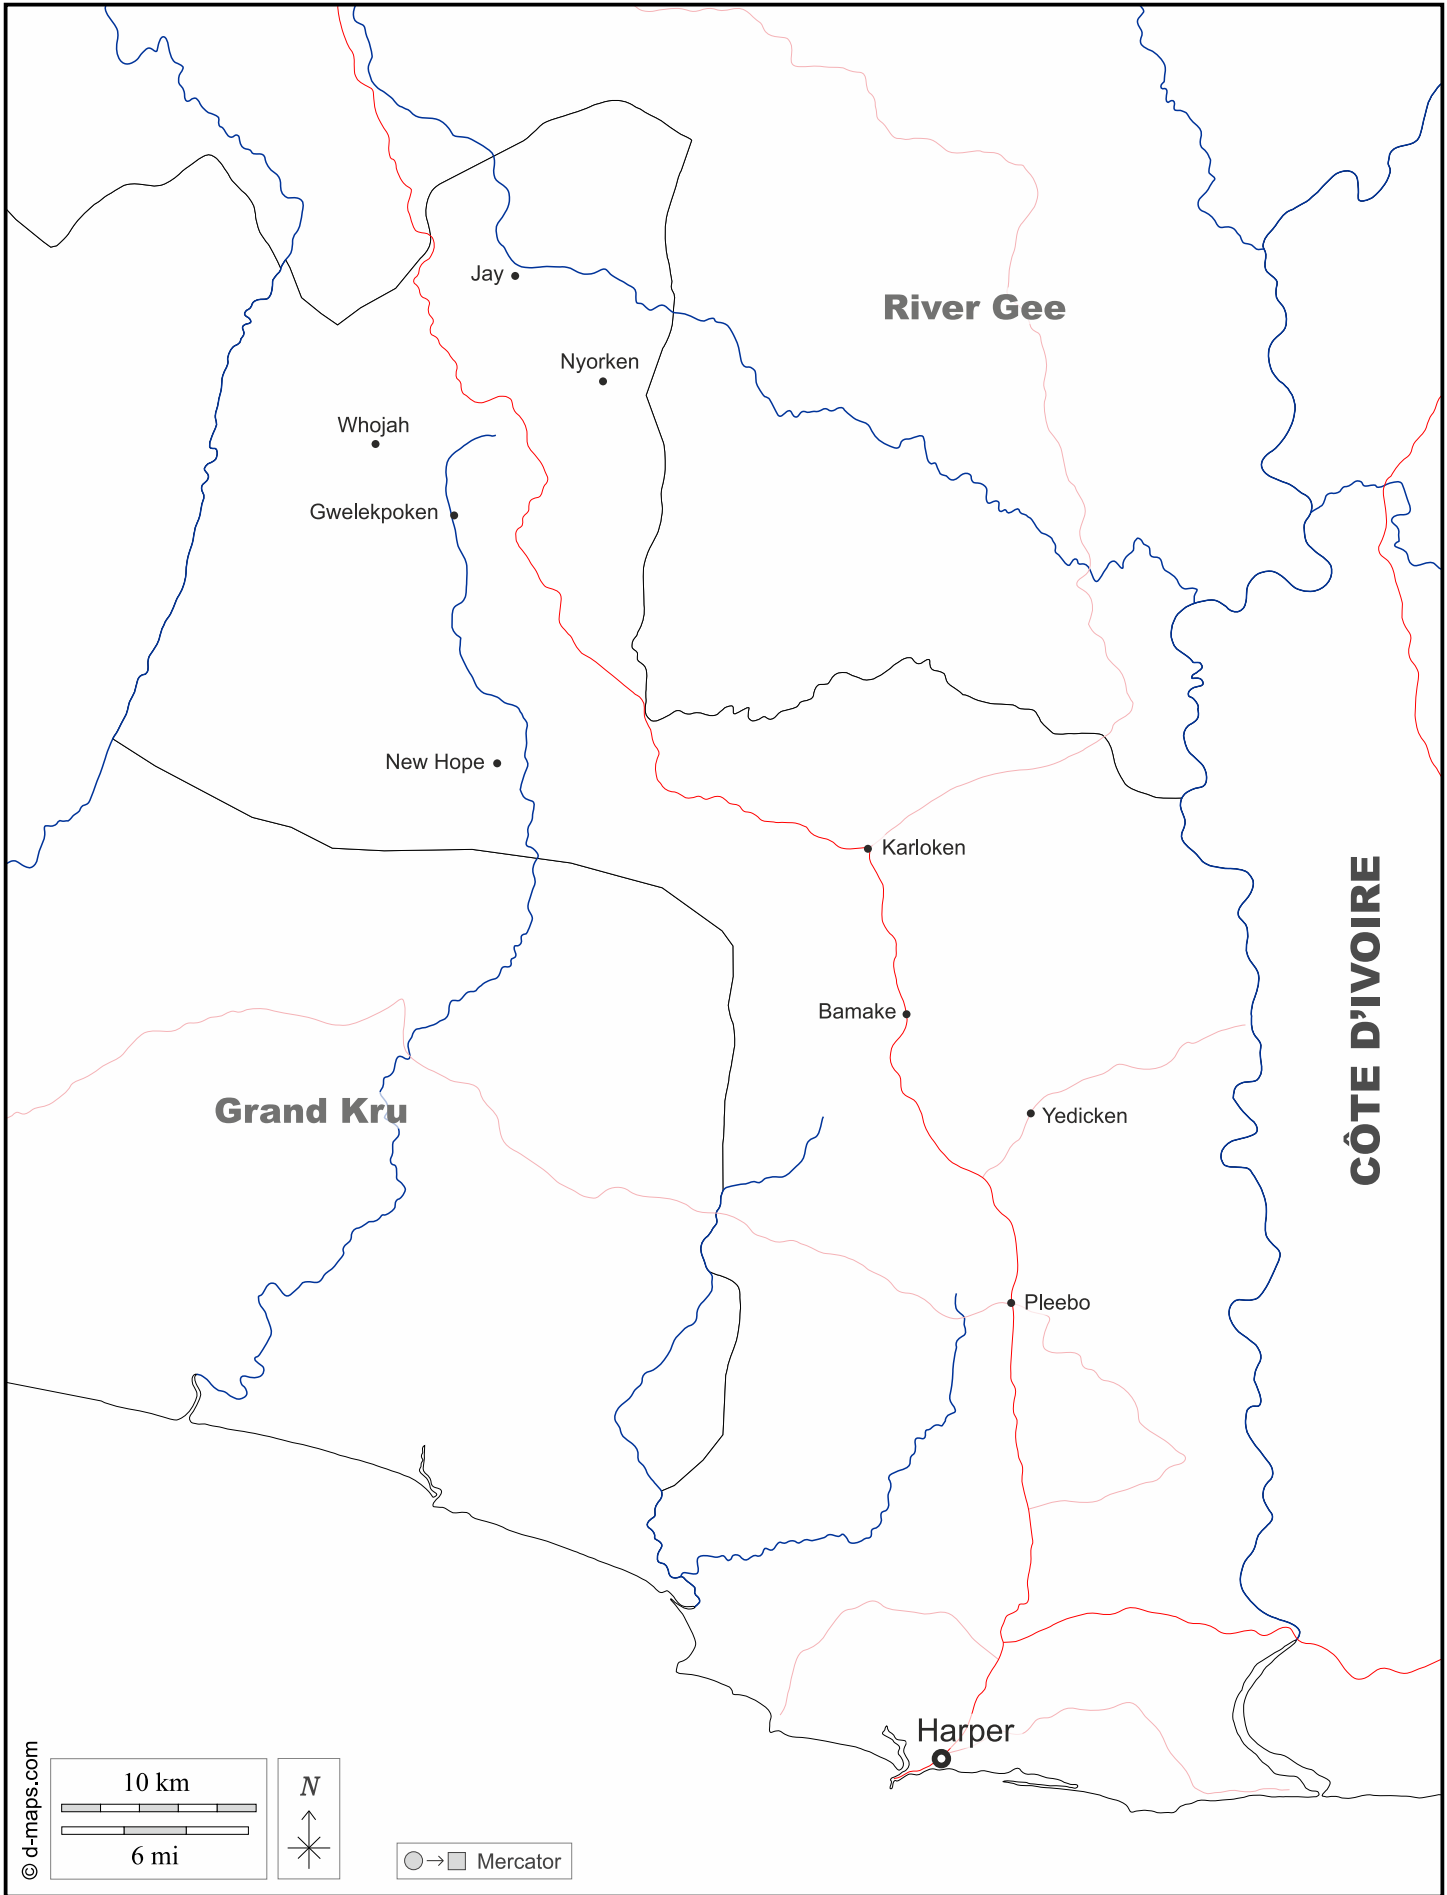 Jay
River Gee
Nyorken
Whojah
Gwelekpoken
New Hope
Karloken
CÔTE D'IVOIRE
Bamake
Grand Kru
Yedicken
Pleebo
Harper
© d-maps.com
10 km
6 mi
N
Mercator